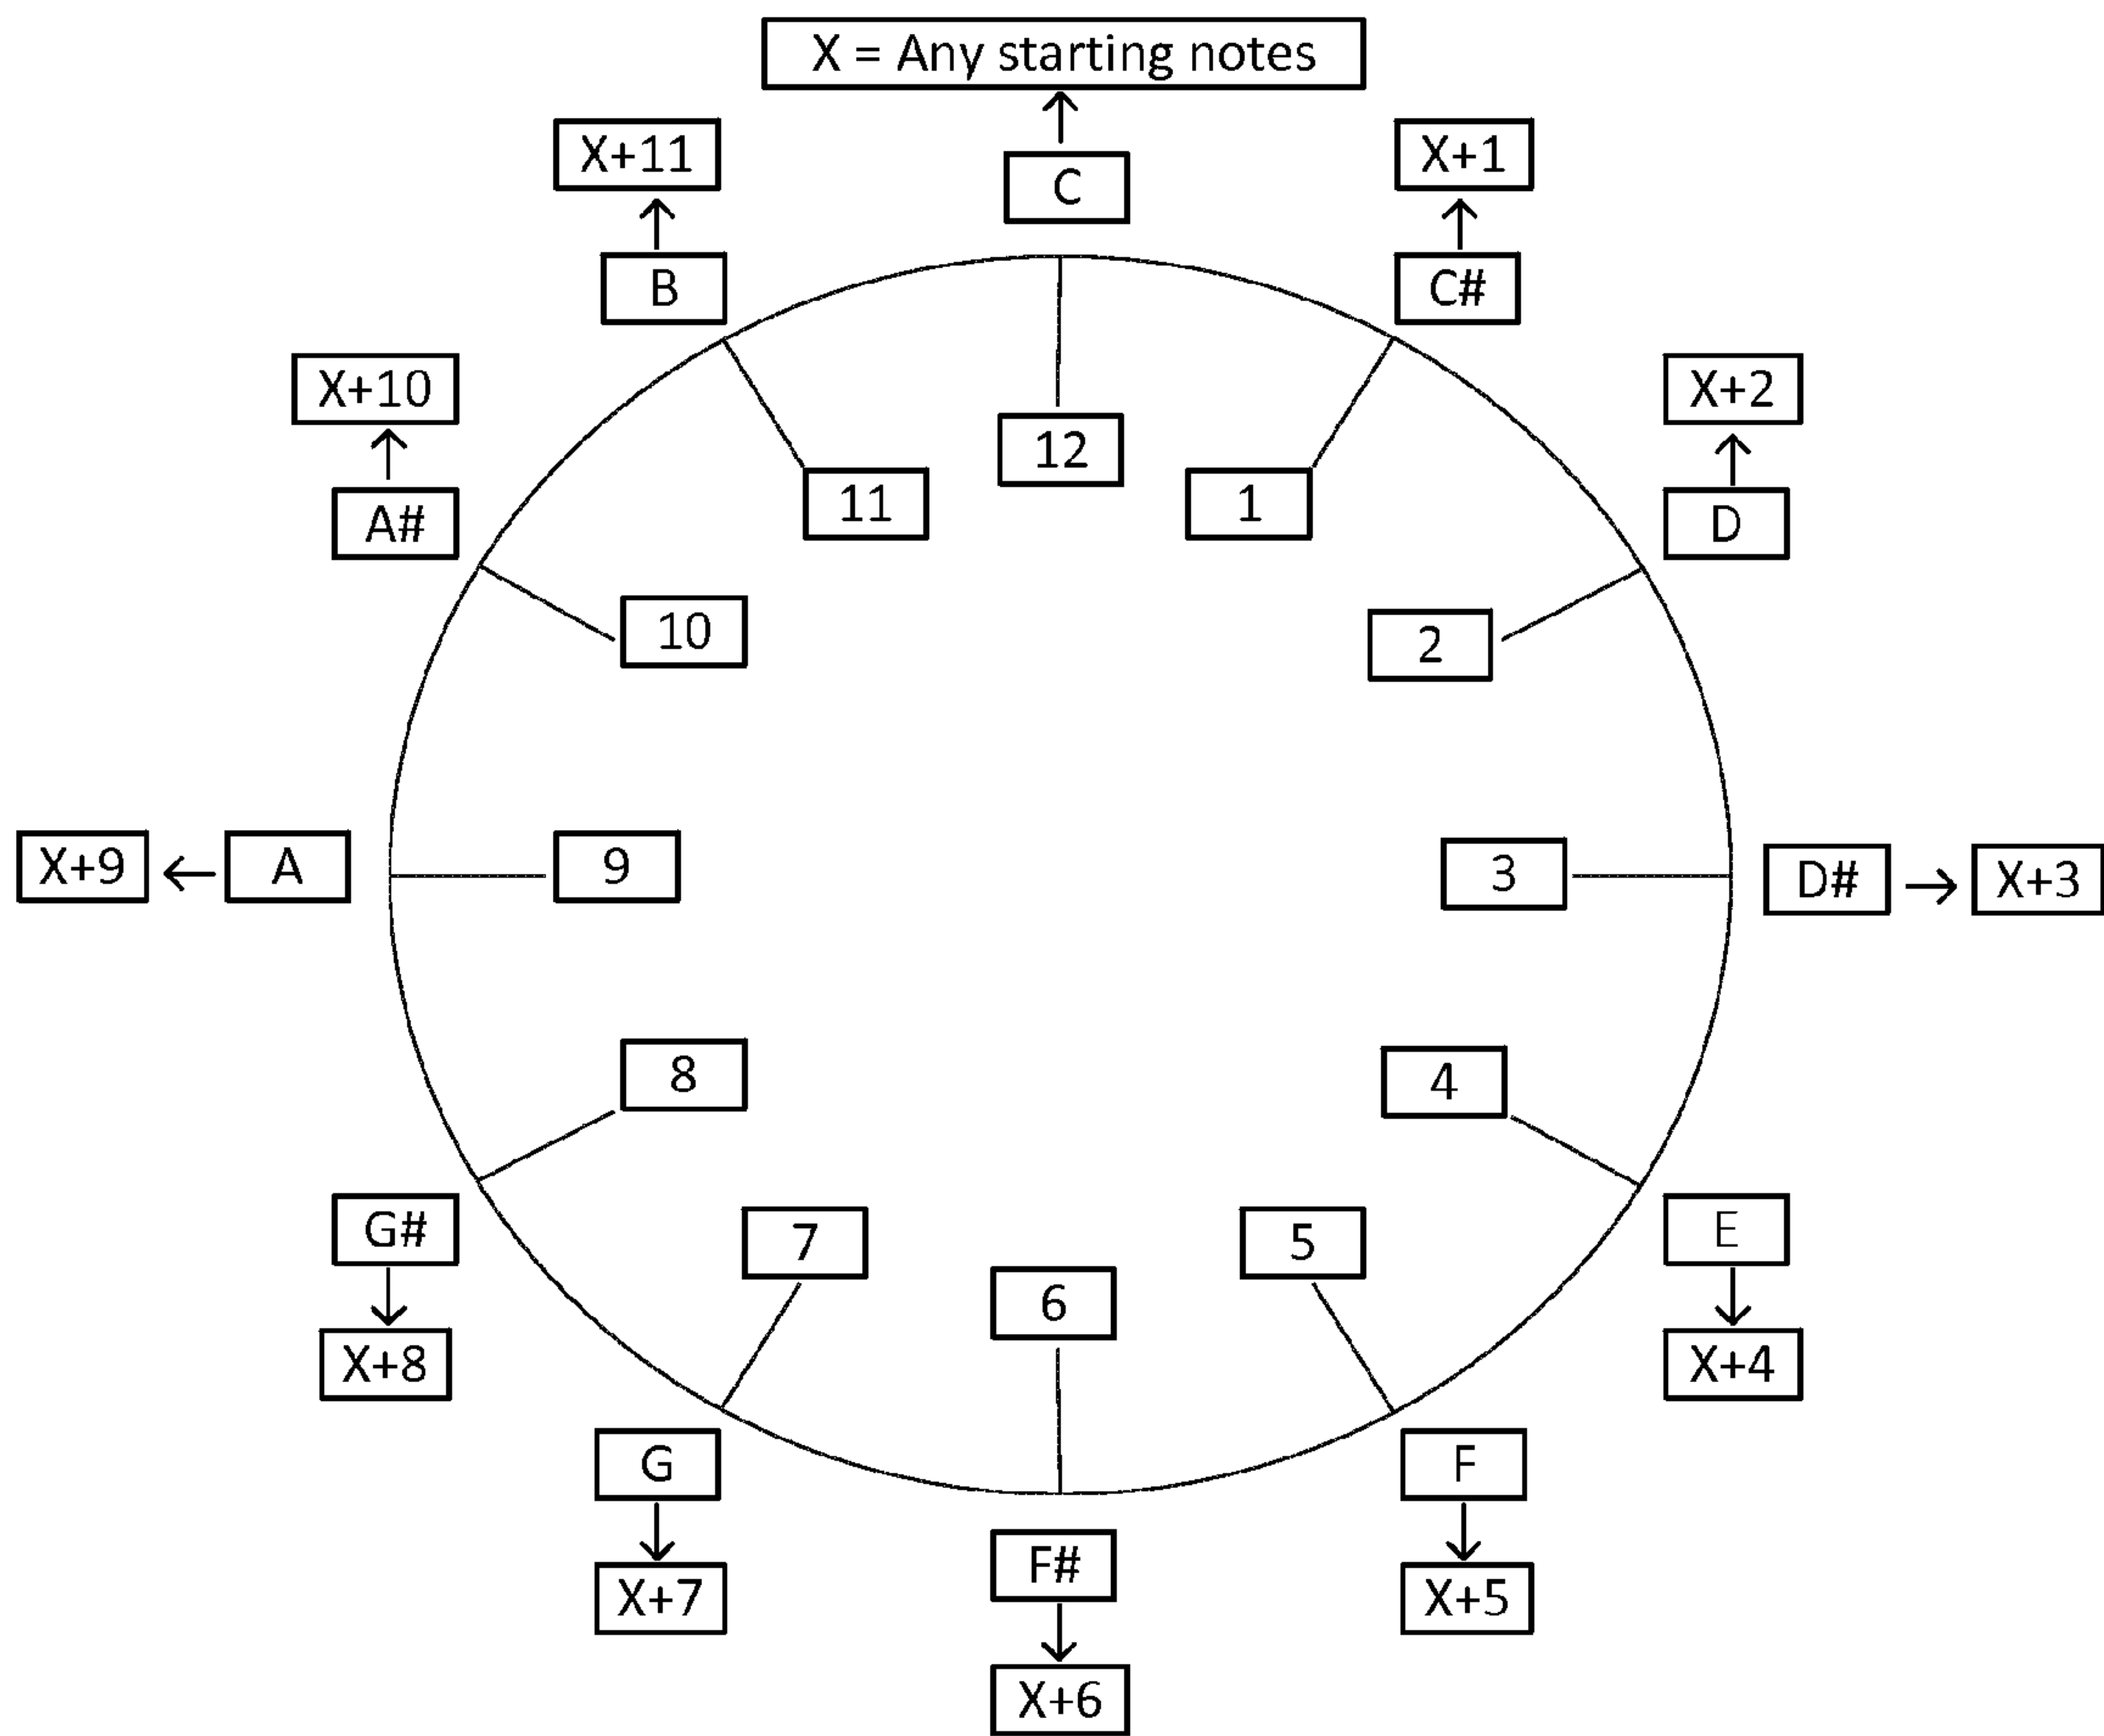 X = Any starting notes
X+11
X+1
C
B
C#
X+10
X+2
12
11
1
A#
D
10
2
X+9
A
9
3
D#
X+3
8
4
G#
7
5
E
6
X+8
X+4
G
F
F#
X+7
X+5
X+6